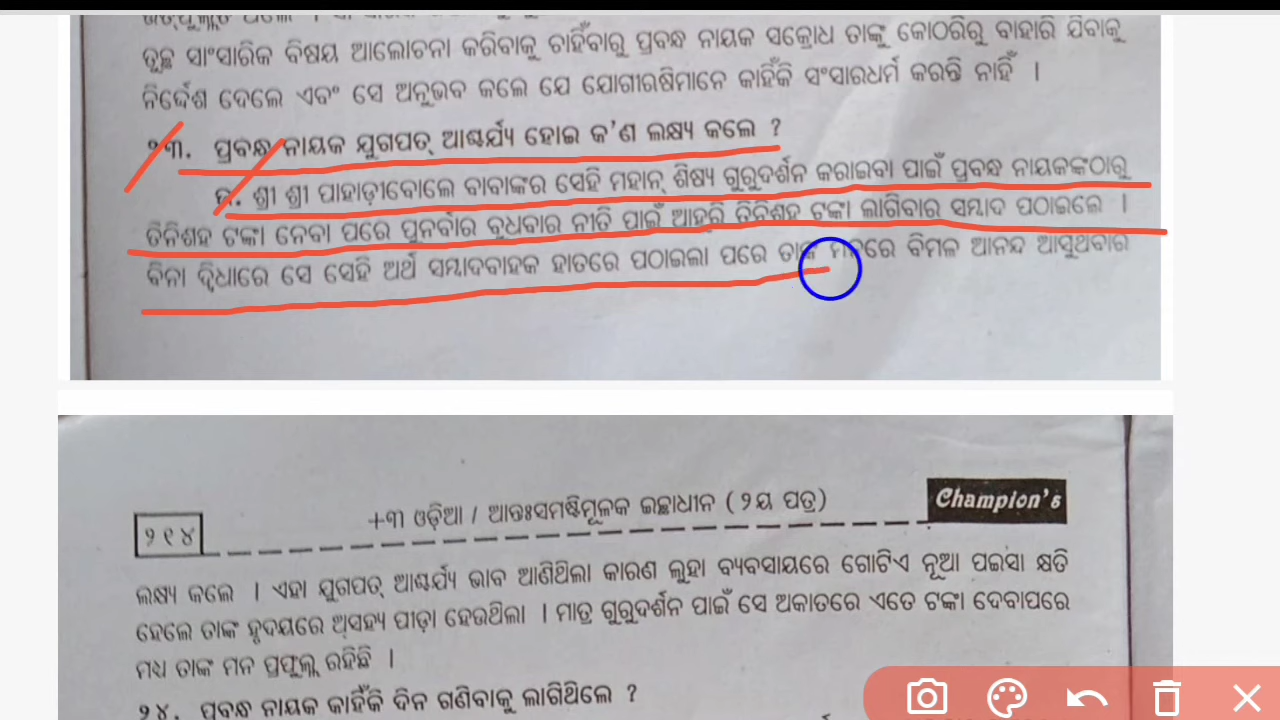 ତୁଚ୍ଛ ସାଂସାରିକ ବିଷୟ ଆଲୋଚନା କରିବାକୁ ଚାହିଁବାରୁ ପ୍ରବନ୍ଧ ନାୟକ ସକ୍ରୋଧ ତାଙ୍କୁ କୋଠରିରୁ ବାହାରି ଯିବାକୁ
ନିର୍ଦ୍ଦେଶ ଦେଲେ ଏବଂ ସେ ଅନୁଭବ କଲେ ଯେ ଯୋଗୀରଷିମାନେ କାହିଁକି ସଂସାରଧର୍ମ କରନ୍ତି ନାହିଁ ।
୨୩. ପ୍ରବନ୍ଧ ନାୟକ ଯୁଗପତ୍ ଆଶ୍ଚର୍ଯ୍ୟ ହୋଇ କ'ଣ ଲକ୍ଷ୍ୟ କଲେ ?
ଉ. ଶ୍ରୀ ଶ୍ରୀ ପାହାଡ଼ୀବୋଲେ ବାବାଙ୍କର ସେହି ମହାନ୍ ଶିଷ୍ୟ ଗୁରୁଦର୍ଶନ କରାଇବା ପାଇଁ ପ୍ରବନ୍ଧ ନାୟକଙ୍କଠାରୁ
ତିନିଶହ ଟଙ୍କା ନେବା ପରେ ପୁନର୍ବାର ବୁଧବାର ନୀତି ପାଇଁ ଆହୁରି ତିନିଶହ ଟଙ୍କା ଲାଗିବାର ସମ୍ବାଦ ପଠାଇଲେ ।
ବିନା ଦ୍ୱିଧାରେ ସେ ସେହି ଅର୍ଥ ସମ୍ବାଦବାହକ ହାତରେ ପଠାଇଲା ପରେ ତାଙ୍କ ମନରେ ବିମଳ ଆନନ୍ଦ ଆସୁଥିବାର
୨୧୪ +୩ ଓଡ଼ିଆ / ଆନ୍ତଃସମଷ୍ଟିମୂଳକ ଇଚ୍ଛାଧୀନ (୨ୟ ପତ୍ର) Champion's
ଲକ୍ଷ୍ୟ କଲେ । ଏହା ଯୁଗପତ୍ ଆଶ୍ଚର୍ଯ୍ୟ ଭାବ ଆଣିଥିଲା କାରଣ ଲୁହା ବ୍ୟବସାୟରେ ଗୋଟିଏ ନୂଆ ପଇସା କ୍ଷତି
ହେଲେ ତାଙ୍କ ହୃଦୟରେ ଅସହ୍ୟ ପୀଡ଼ା ହେଉଥିଲା । ମାତ୍ର ଗୁରୁଦର୍ଶନ ପାଇଁ ସେ ଅକାତରେ ଏତେ ଟଙ୍କା ଦେବାପରେ
ମଧ୍ୟ ତାଙ୍କ ମନ ପ୍ରଫୁଲ୍ଲ ରହିଛି ।
୨୪. ପ୍ରବନ୍ଧ ନାୟକ କାହିଁକି ଦିନ ଗଣିବାକୁ ଲାଗିଥିଲେ ?